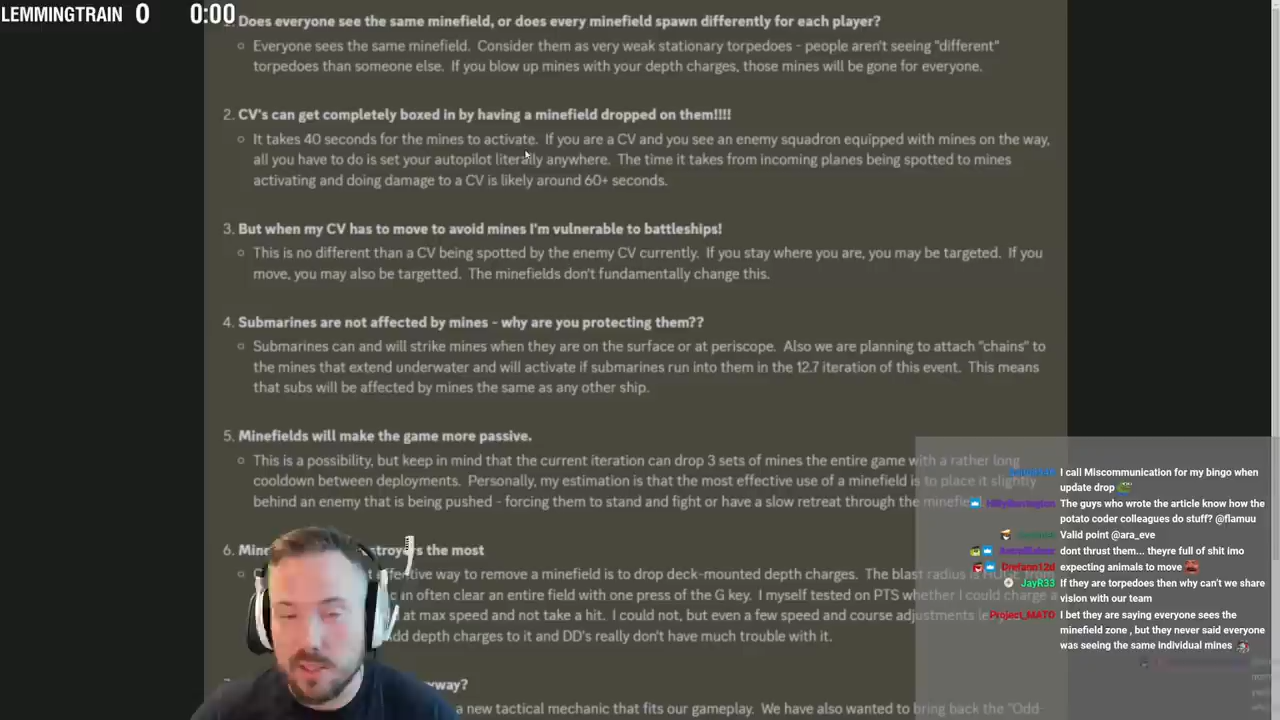 LEMMINGTRAIN 0 0:00
Does everyone see the same minefield, or does every minefield spawn differently for each player?
Everyone sees the same minefield. Consider them as very weak stationary torpedoes - people aren't seeing "different"
torpedoes than someone else. If you blow up mines with your depth charges, those mines will be gone for everyone.
2. CV's can get completely boxed in by having a minefield dropped on them!!!!
It takes 40 seconds for the mines to activate. If you are a CV and you see an enemy squadron equipped with mines on the way,
all you have to do is set your autopilot literally anywhere. The time it takes from incoming planes being spotted to mines
activating and doing damage to a CV is likely around 60+ seconds.
3. But when my CV has to move to avoid mines I'm vulnerable to battleships!
This is no different than a CV being spotted by the enemy CV currently. If you stay where you are, you may be targeted. If you
move, you may also be targetted. The minefields don't fundamentally change this.
4. Submarines are not affected by mines - why are you protecting them??
Submarines can and will strike mines when they are on the surface or at periscope. Also we are planning to attach "chains" to
the mines that extend underwater and will activate if submarines run into them in the 12.7 iteration of this event. This means
that subs will be affected by mines the same as any other ship.
5. Minefields will make the game more passive.
This is a possibility, but keep in mind that the current iteration can drop 3 sets of mines the entire game with a rather long
cooldown between deployments. Personally, my estimation is that the most effective use of a minefield is to place it slightly
behind an enemy that is being pushed - forcing them to stand and fight or have a slow retreat through the
6. the most
effective way to remove a minefield is to drop deck-mounted depth charges. The blast radius is
an often clear an entire field with one press of the G key. I myself tested on PTS whether I could charge a
at max speed and not take a hit. I could not, but even a few speed and course adjustments
depth charges to it and DD's really don't have much trouble with it.
a new tactical mechanic that fits our gameplay. We have also wanted to bring back the "Odd-
I call Miscommunication for my bingo when
update drop
The guys who wrote the article know how the
potato coder colleagues do stuff? @flamuu
Valid point @ara_eve
dont thrust them... theyre full of shit imo
Drefann12d expecting animals to move
JayR33 If they are torpedoes then why can't we share
vision with our team
Project_MATO I bet they are saying everyone sees the
minefield zone , but they never said everyone
was seeing the same individual mines